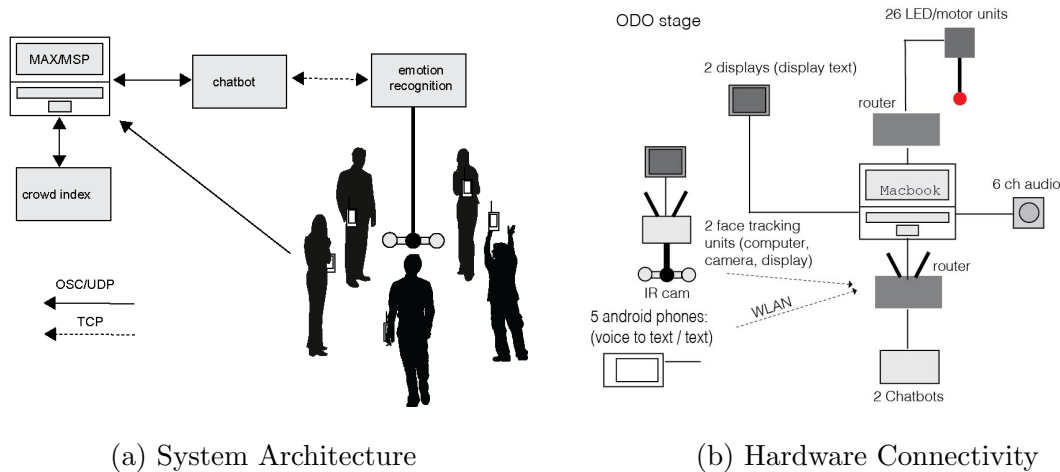 MAX/MSP
chatbot
emotion
recognition
crowd index
OSC/UDP
TCP
(a) System Architecture
ODO stage
26 LED/motor units
2 displays (display text)
router
Macbook
6 ch audio
2 face tracking
units (computer,
camera, display)
router
IR cam
WLAN
5 android phones:
(voice to text / text)
2 Chatbots
(b) Hardware Connectivity